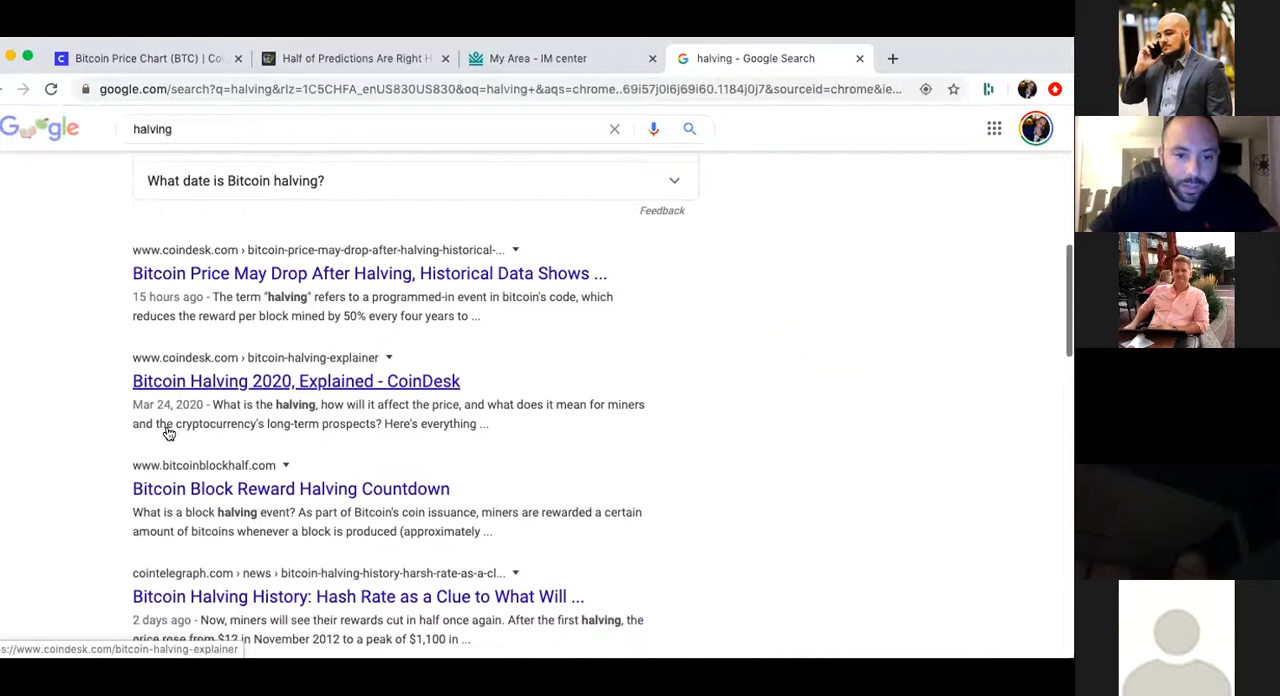 Bitcoin Price Chart (BTC) | Co
Half of Predictions Are Right H
My Area - IM center
halving - Google Search
google.com/search?q=halving&rlz=1C5CHFA_enUS830US830&oq=halving+&aqs=chrome..69i57j0l6j69i60.1184j0j7&sourceid=chrome&ie...
Google
halving
What date is Bitcoin halving?
Feedback
www.coindesk.com › bitcoin-price-may-drop-after-halving-historical-...
Bitcoin Price May Drop After Halving, Historical Data Shows ...
15 hours ago - The term "halving" refers to a programmed-in event in bitcoin's code, which
reduces the reward per block mined by 50% every four years to ...
www.coindesk.com › bitcoin-halving-explainer
Bitcoin Halving 2020, Explained - CoinDesk
Mar 24, 2020 - What is the halving, how will it affect the price, and what does it mean for miners
and the cryptocurrency's long-term prospects? Here's everything ...
www.bitcoinblockhalf.com
Bitcoin Block Reward Halving Countdown
What is a block halving event? As part of Bitcoin's coin issuance, miners are rewarded a certain
amount of bitcoins whenever a block is produced (approximately ...
cointelegraph.com › news › bitcoin-halving-history-harsh-rate-as-a-cl...
Bitcoin Halving History: Hash Rate as a Clue to What Will ...
2 days ago - Now, miners will see their rewards cut in half once again. After the first halving, the
price rose from $12 in November 2012 to a peak of $1,100 in ...
s://www.coindesk.com/bitcoin-halving-explainer